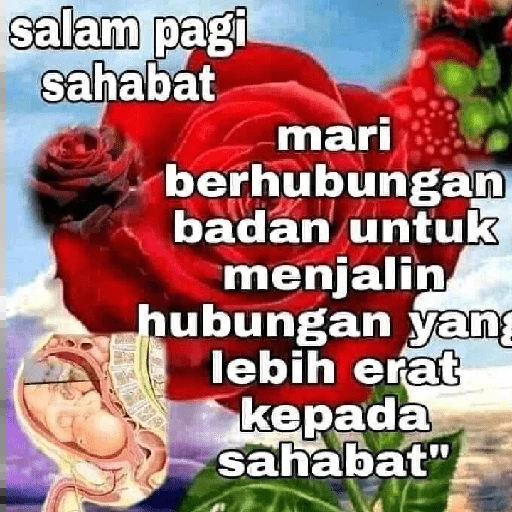 salam pagi
sahabat
mari
berhubungan
badan untuk
menjalin
hubungan yang
lebih erat
kepada
sahabat"